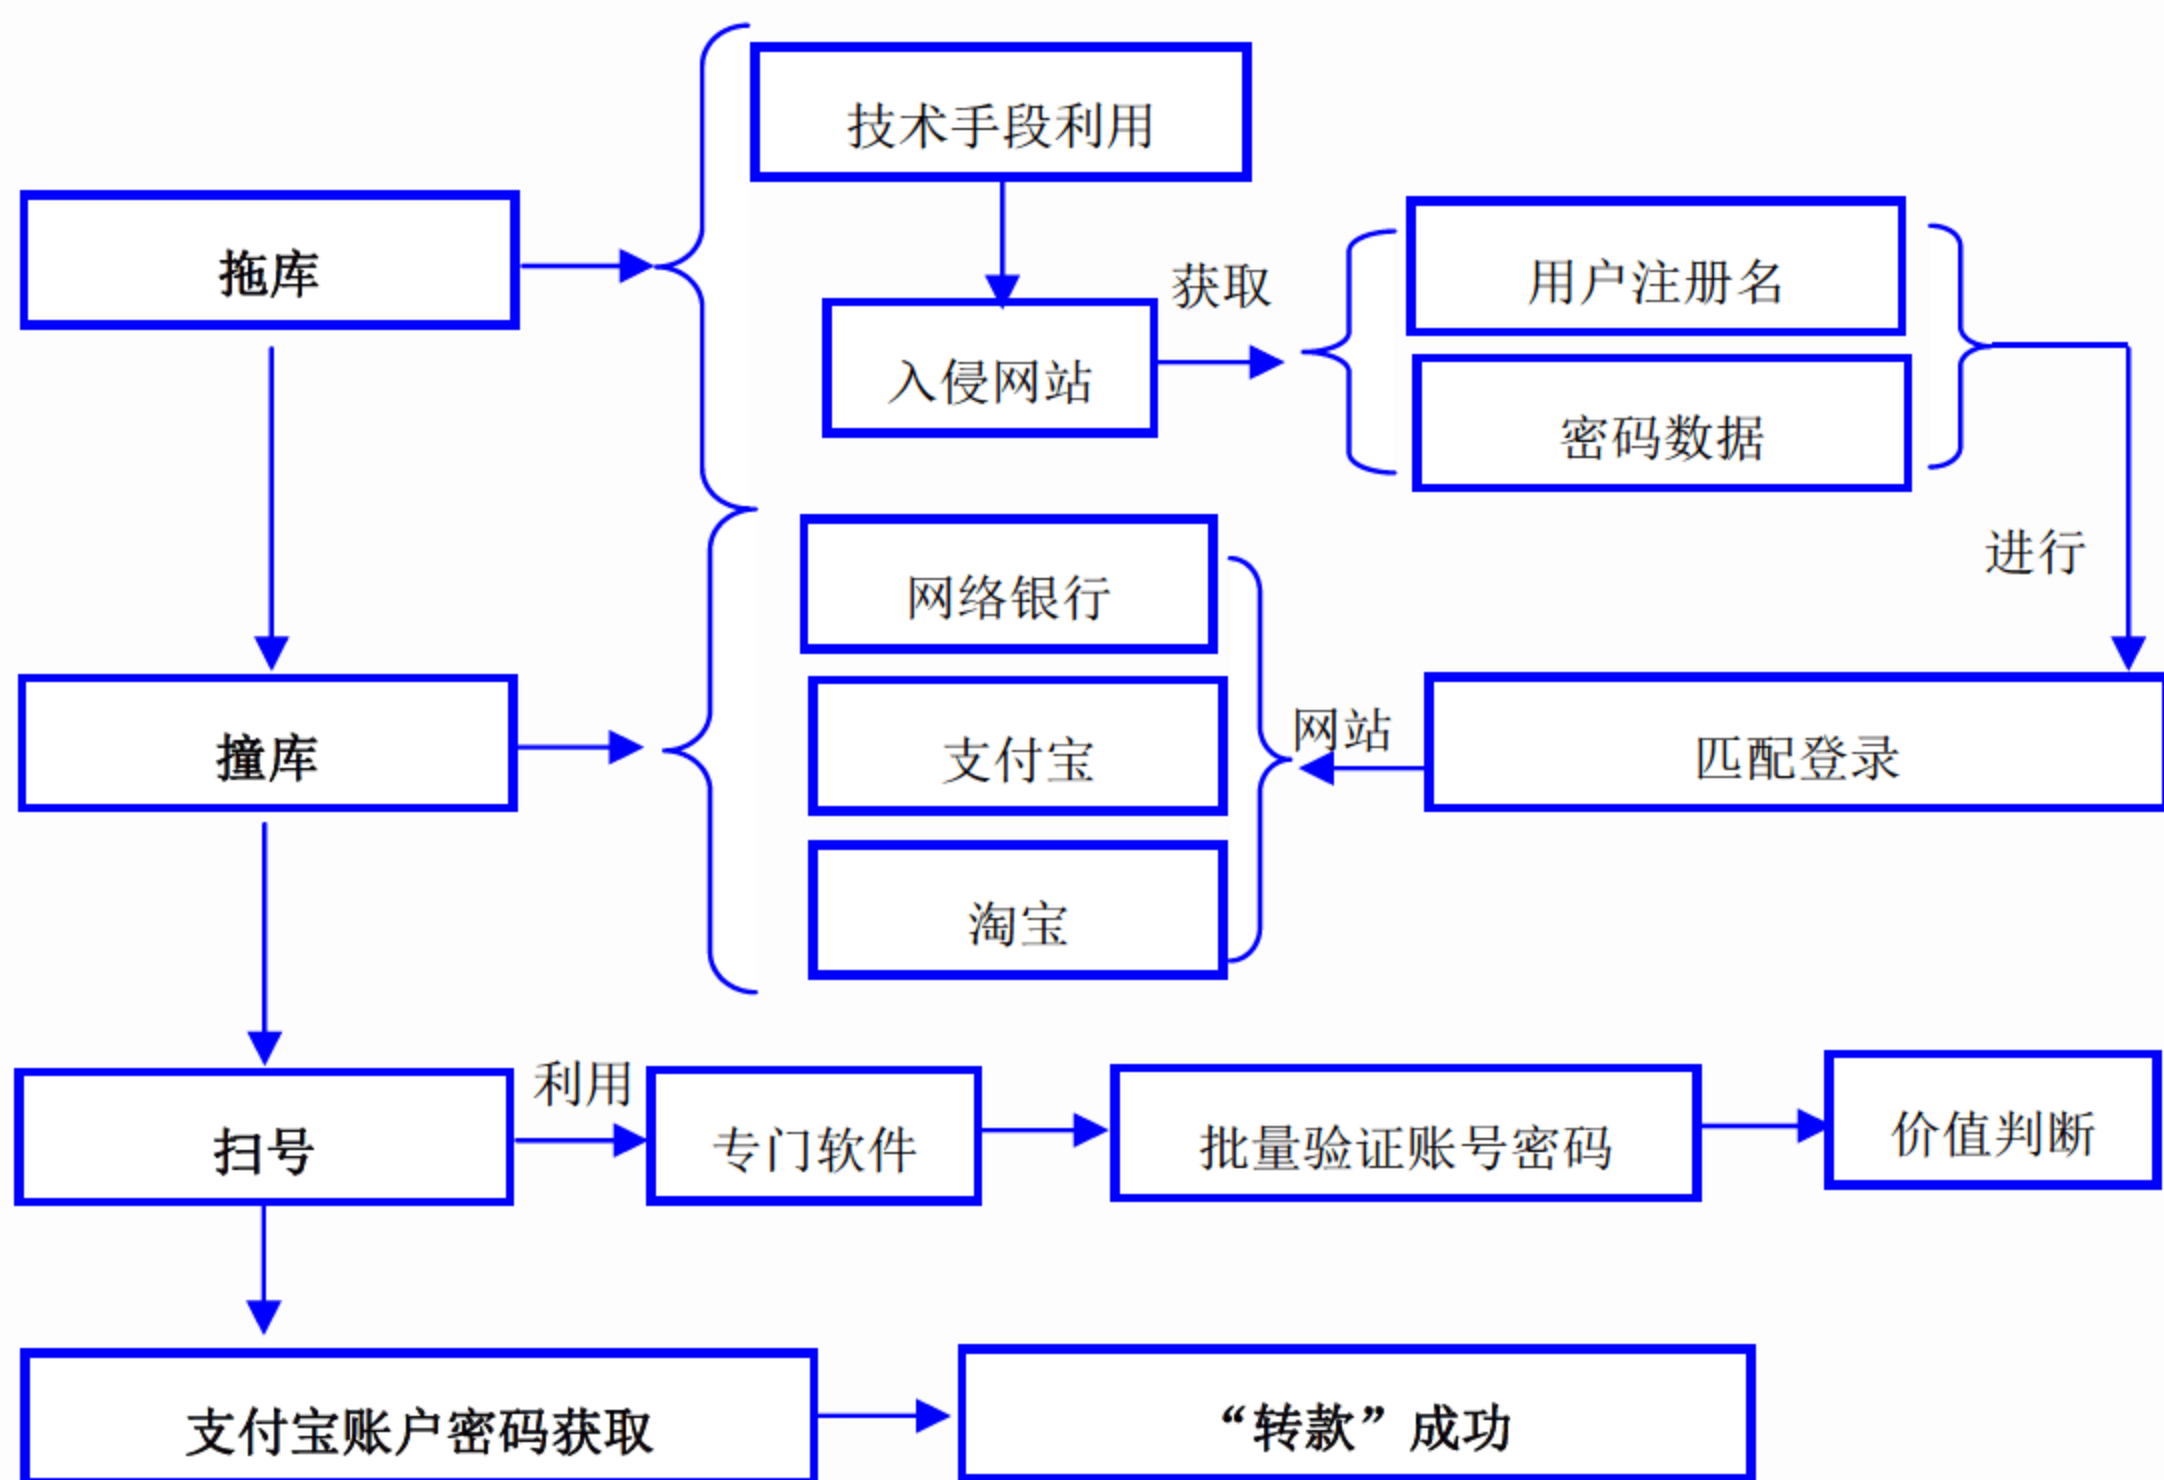 技术手段利用
拖库
获取
用户注册名
入侵网站
密码数据
进行
网络银行
撞库
支付宝
网站
匹配登录
淘宝
扫号
利用
专门软件
批量验证账号密码
价值判断
支付宝账户密码获取
“转款”成功